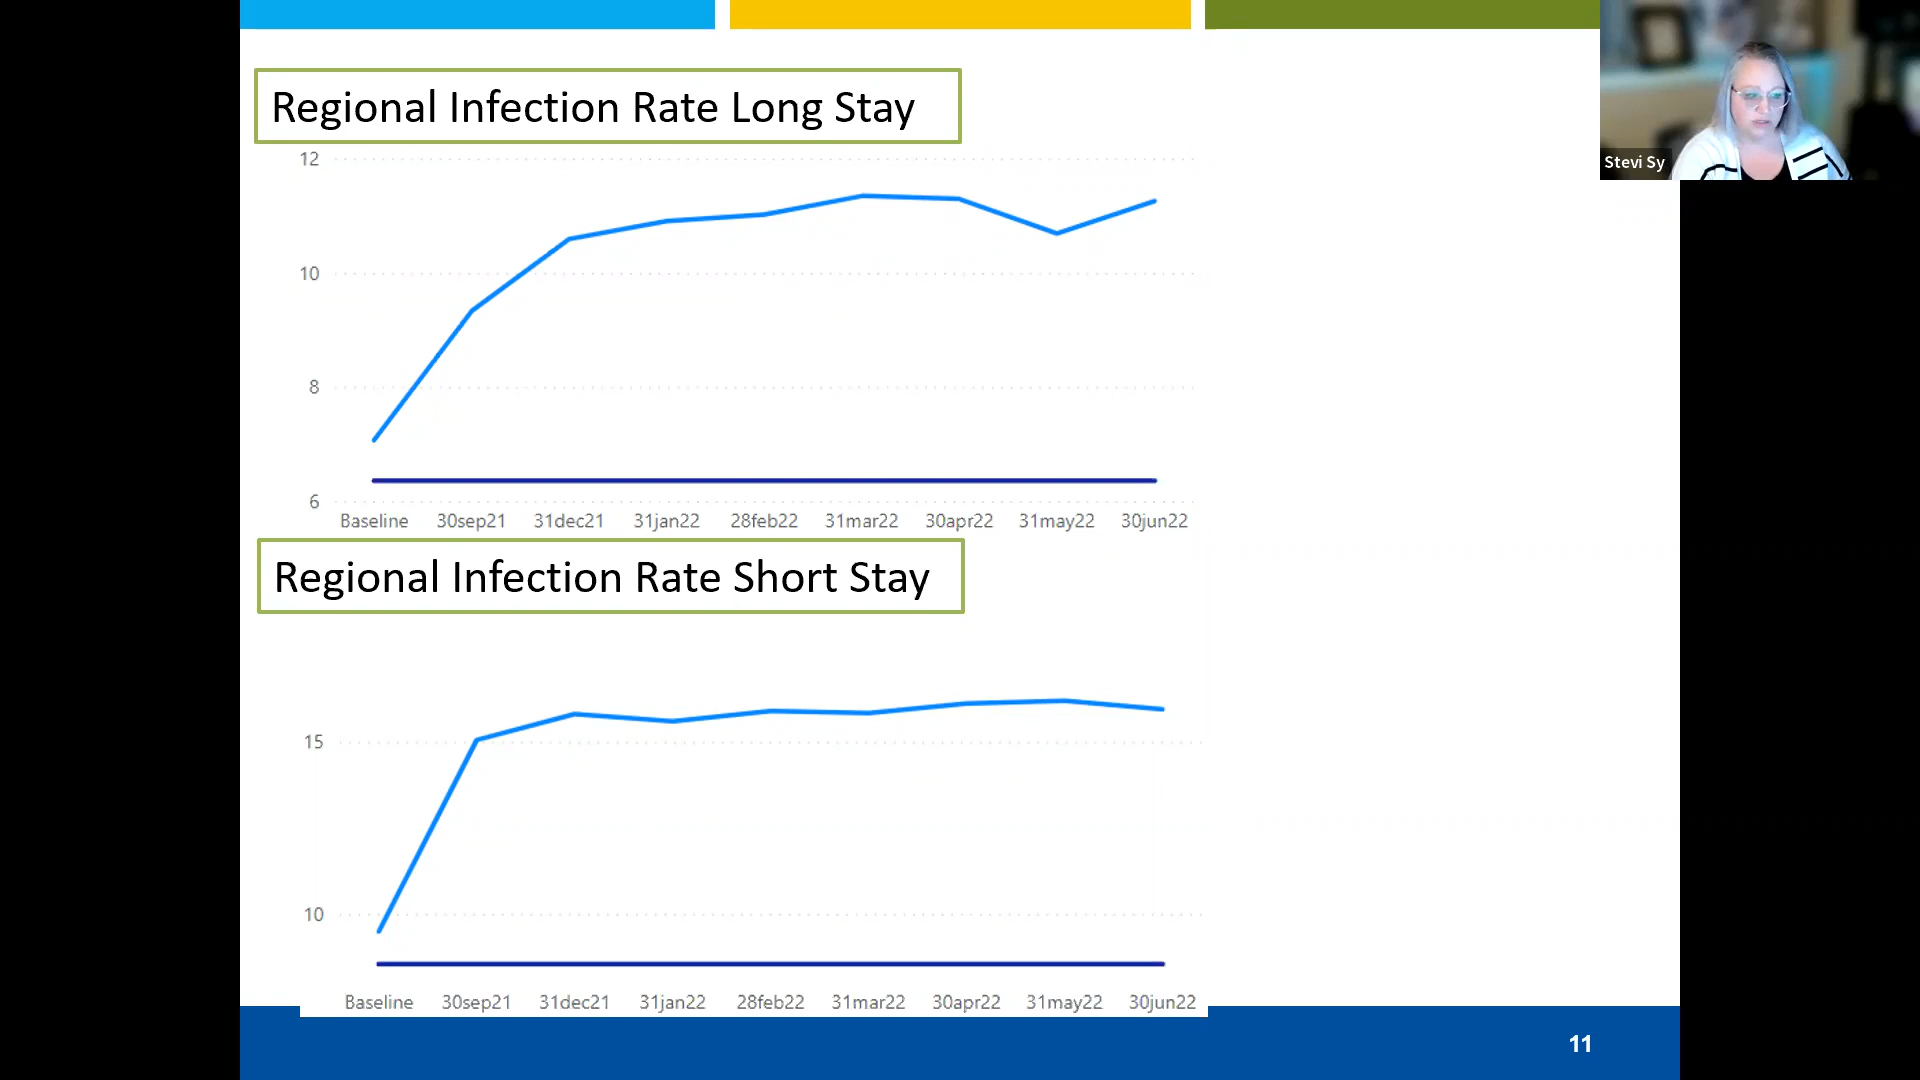 Regional Infection Rate Long Stay
Stevi Sy
12
10
8
6
Baseline 30sep21 31dec21 31jan22 28feb22 31mar22 30apr22 31may22 30jun22
Regional Infection Rate Short Stay
15
10
Baseline 30sep21 31dec21 31jan22 28feb22 31mar22 30apr22 31may22 30jun22
11